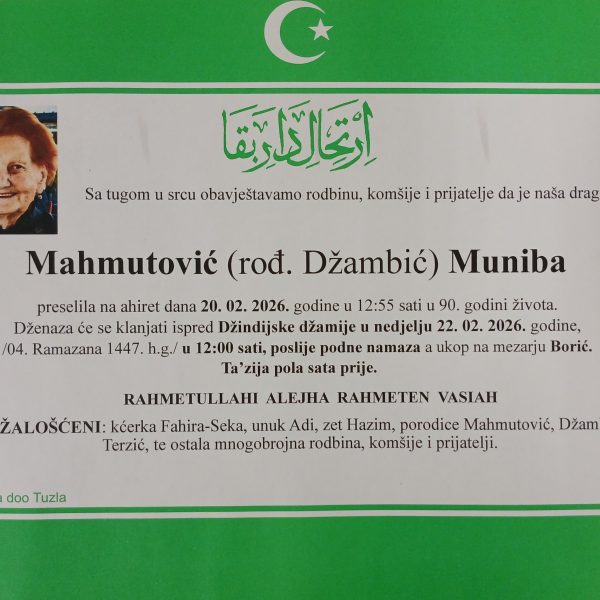 اِرْتِحَالِ دَارِ بَقَا
Sa tugom u srcu obavještavamo rodbinu, komšije i prijatelje da je naša drag
Mahmutović (rođ. Džambić) Muniba
preselila na ahiret dana 20. 02. 2026. godine u 12:55 sati u 90. godini života.
Dženaza će se klanjati ispred Džindijske džamije u nedjelju 22. 02. 2026. godine,
/04. Ramazana 1447. h.g./ u 12:00 sati, poslije podne namaza a ukop na mezarju Borić.
Ta’zija pola sata prije.
RAHMETULLAHI ALEJHA RAHMETEN VASIAH
ŽALOŠĆENI: kćerka Fahira-Seka, unuk Adi, zet Hazim, porodice Mahmutović, Džamb
Terzić, te ostala mnogobrojna rodbina, komšije i prijatelji.
a doo Tuzla